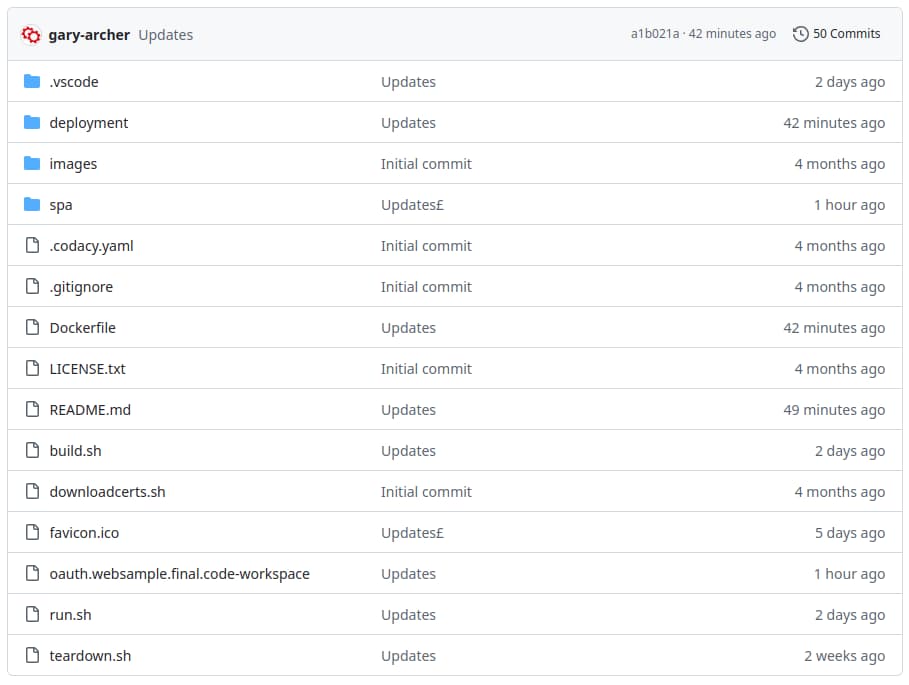 gary-archer Updates a1b021a · 42 minutes ago 50 Commits
.vscode Updates 2 days ago
deployment Updates 42 minutes ago
images Initial commit 4 months ago
spa Updates£ 1 hour ago
.codacy.yaml Initial commit 4 months ago
.gitignore Initial commit 4 months ago
Dockerfile Updates 42 minutes ago
LICENSE.txt Initial commit 4 months ago
README.md Updates 49 minutes ago
build.sh Updates 2 days ago
downloadcerts.sh Initial commit 4 months ago
favicon.ico Updates£ 5 days ago
oauth.websample.final.code-workspace Updates 1 hour ago
run.sh Updates 2 days ago
teardown.sh Updates 2 weeks ago